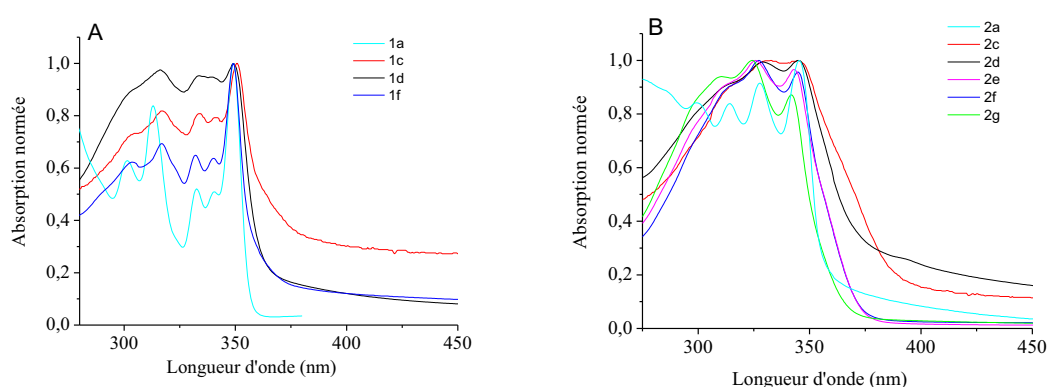 A
1a
1c
1d
1f
1,0
0,8
0,6
0,4
0,2
0,0
300
350
400
450
Absorption normée
Longueur d'onde (nm)
B
2a
2c
2d
2e
2f
2g
1,0
0,8
0,6
0,4
0,2
0,0
300
350
400
450
Absorption normée
Longueur d'onde (nm)